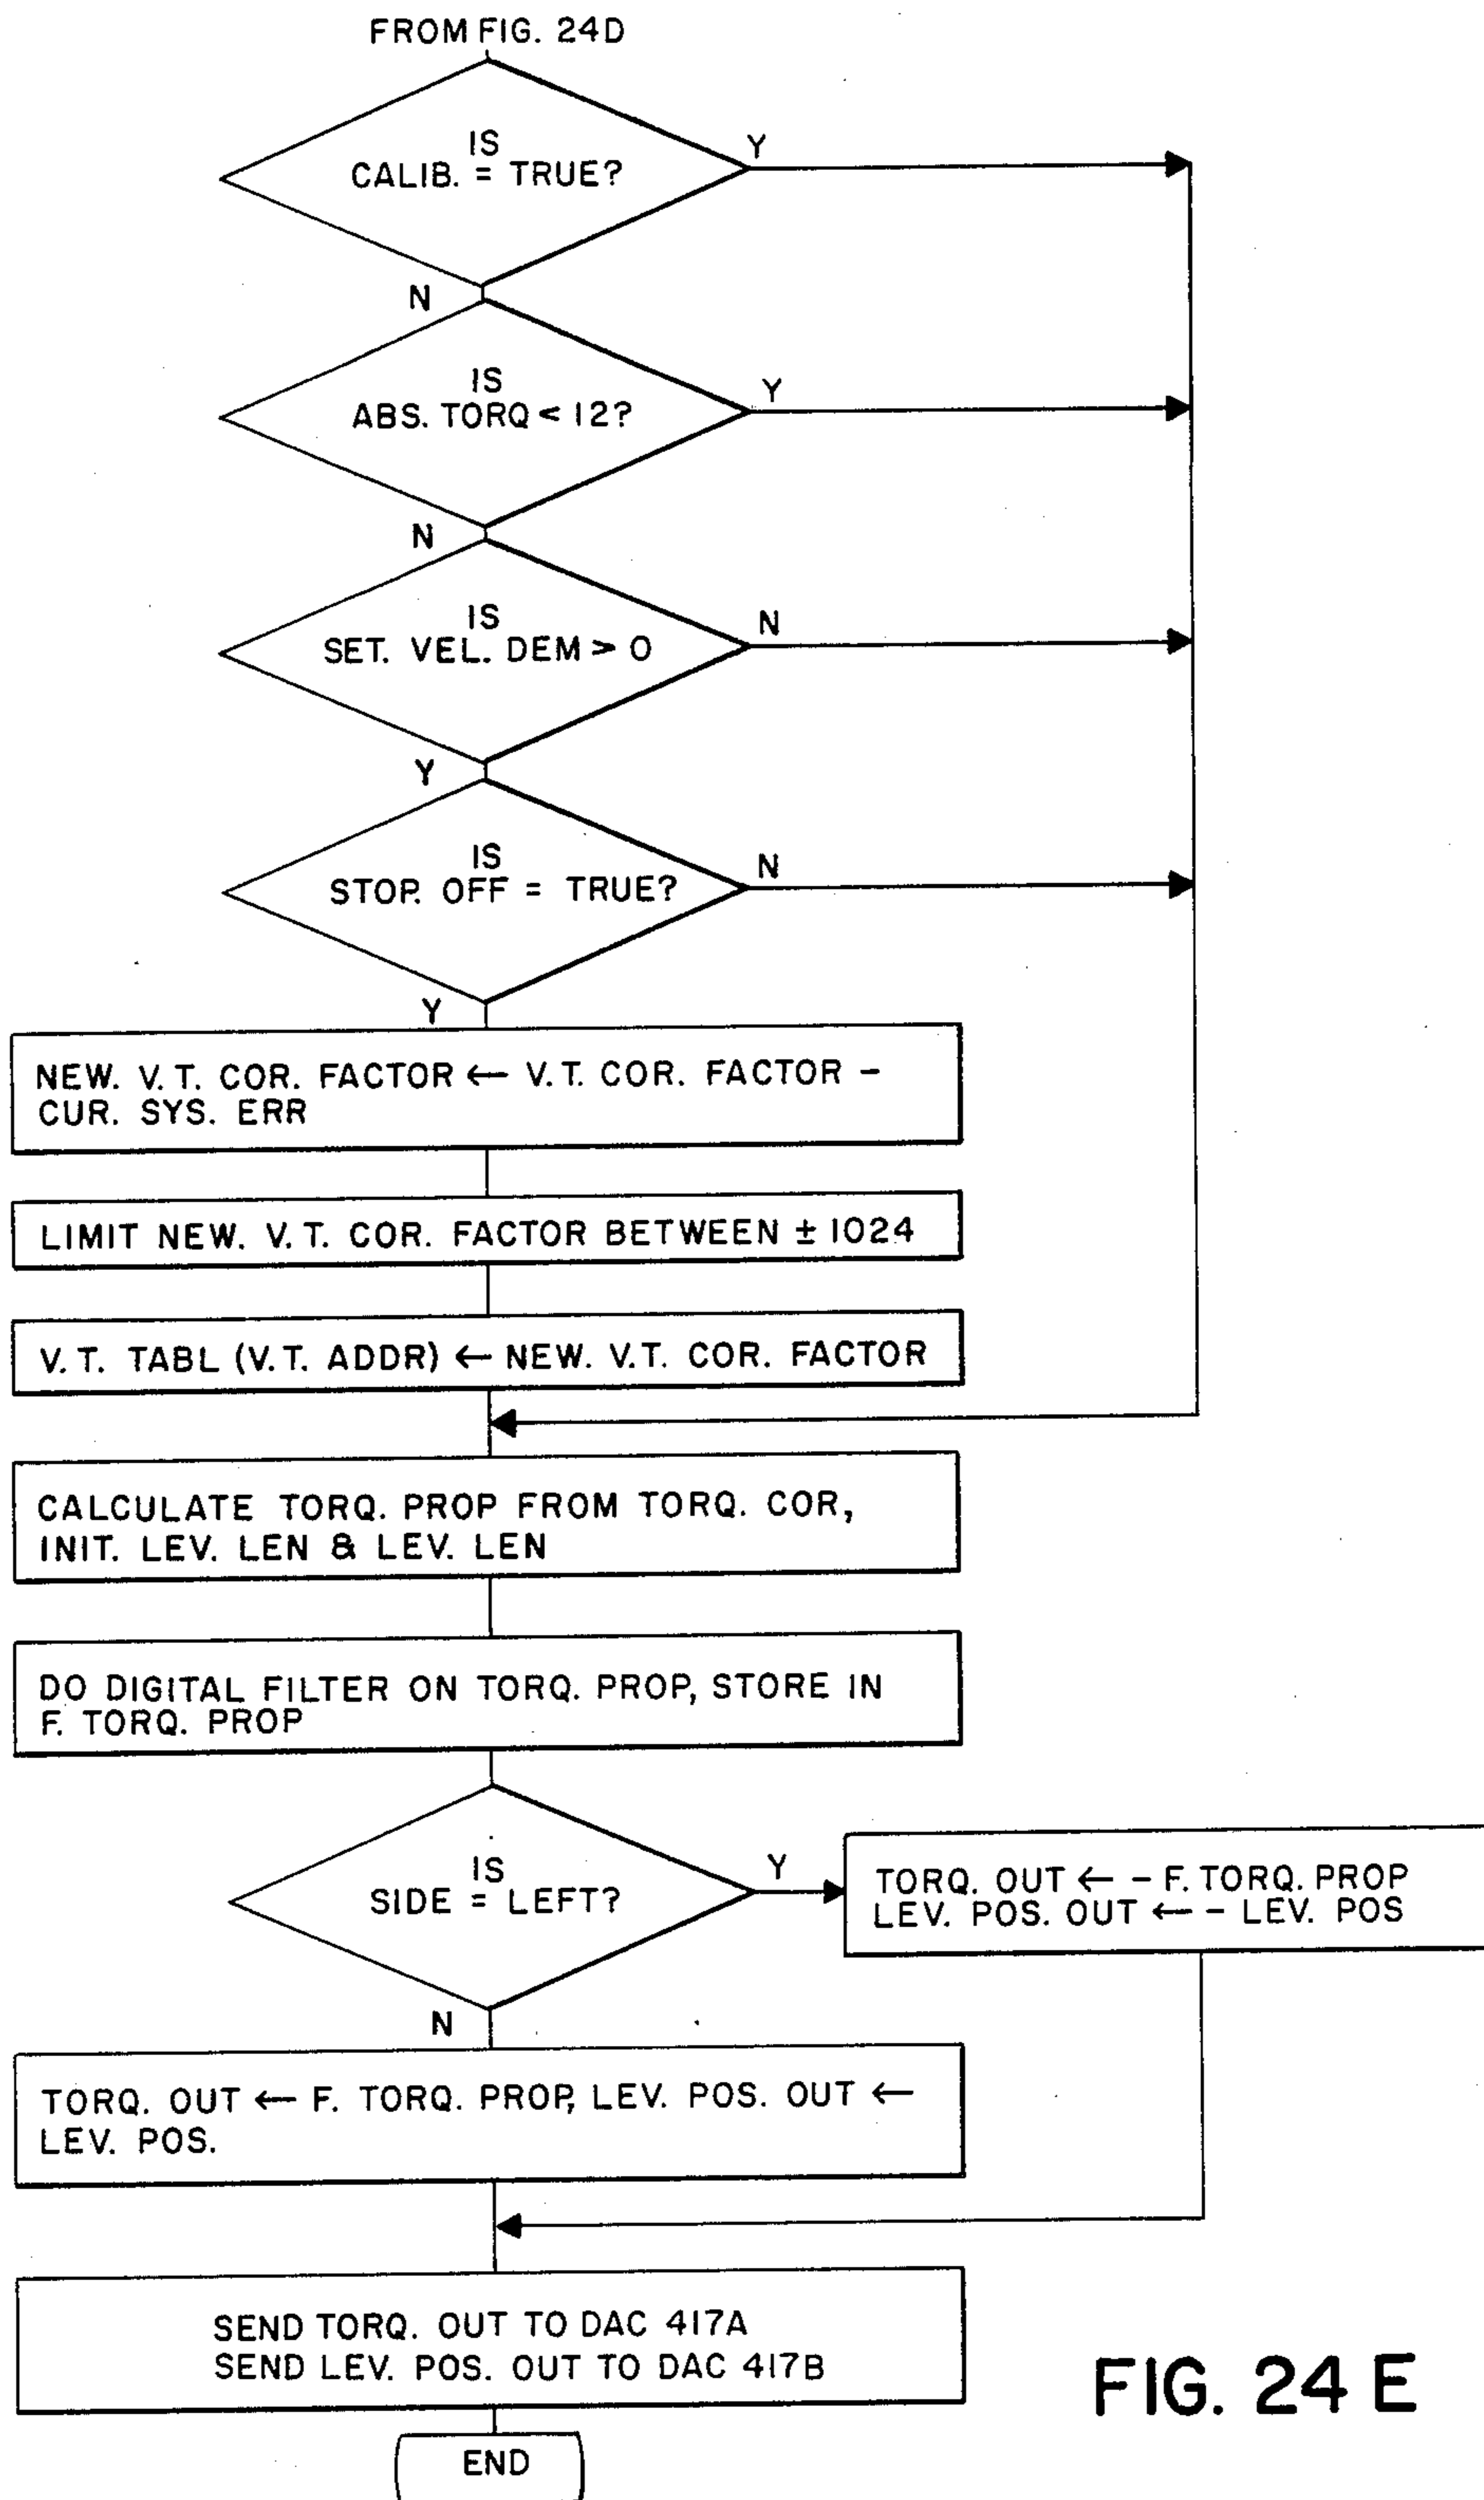 FROM FIG. 24D
IS
CALIB. = TRUE?
Y
N
IS
ABS. TORQ < 12?
Y
N
IS
SET. VEL. DEM > 0
N
Y
IS
STOP. OFF = TRUE?
N
Y
NEW. V.T. COR. FACTOR ← V.T. COR. FACTOR –
CUR. SYS. ERR
LIMIT NEW. V.T. COR. FACTOR BETWEEN ± 1024
V.T. TABL (V.T. ADDR) ← NEW. V.T. COR. FACTOR
CALCULATE TORQ. PROP FROM TORQ. COR,
INIT. LEV. LEN & LEV. LEN
DO DIGITAL FILTER ON TORQ. PROP, STORE IN
F. TORQ. PROP
IS
SIDE = LEFT?
Y
TORQ. OUT ← – F. TORQ. PROP
LEV. POS. OUT ← – LEV. POS
N
TORQ. OUT ← F. TORQ. PROP, LEV. POS. OUT ←
LEV. POS.
SEND TORQ. OUT TO DAC 417A
SEND LEV. POS. OUT TO DAC 417B
END
FIG. 24 E